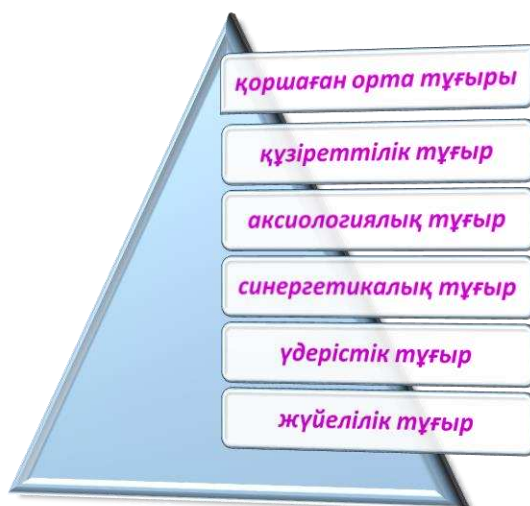 қоршаған орта тұғыры
құзіреттілік тұғыр
аксиологиялық тұғыр
синергетикалық тұғыр
үдерістік тұғыр
жүйелілік тұғыр